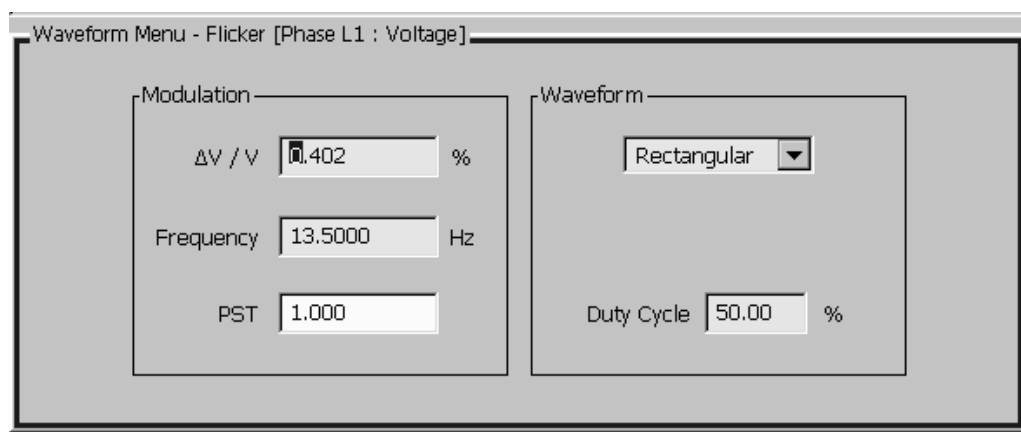 Waveform Menu - Flicker [Phase L1 : Voltage]
Modulation
ΔV / V 0.402 %
Frequency 13.5000 Hz
PST 1.000
Waveform
Rectangular
Duty Cycle 50.00 %